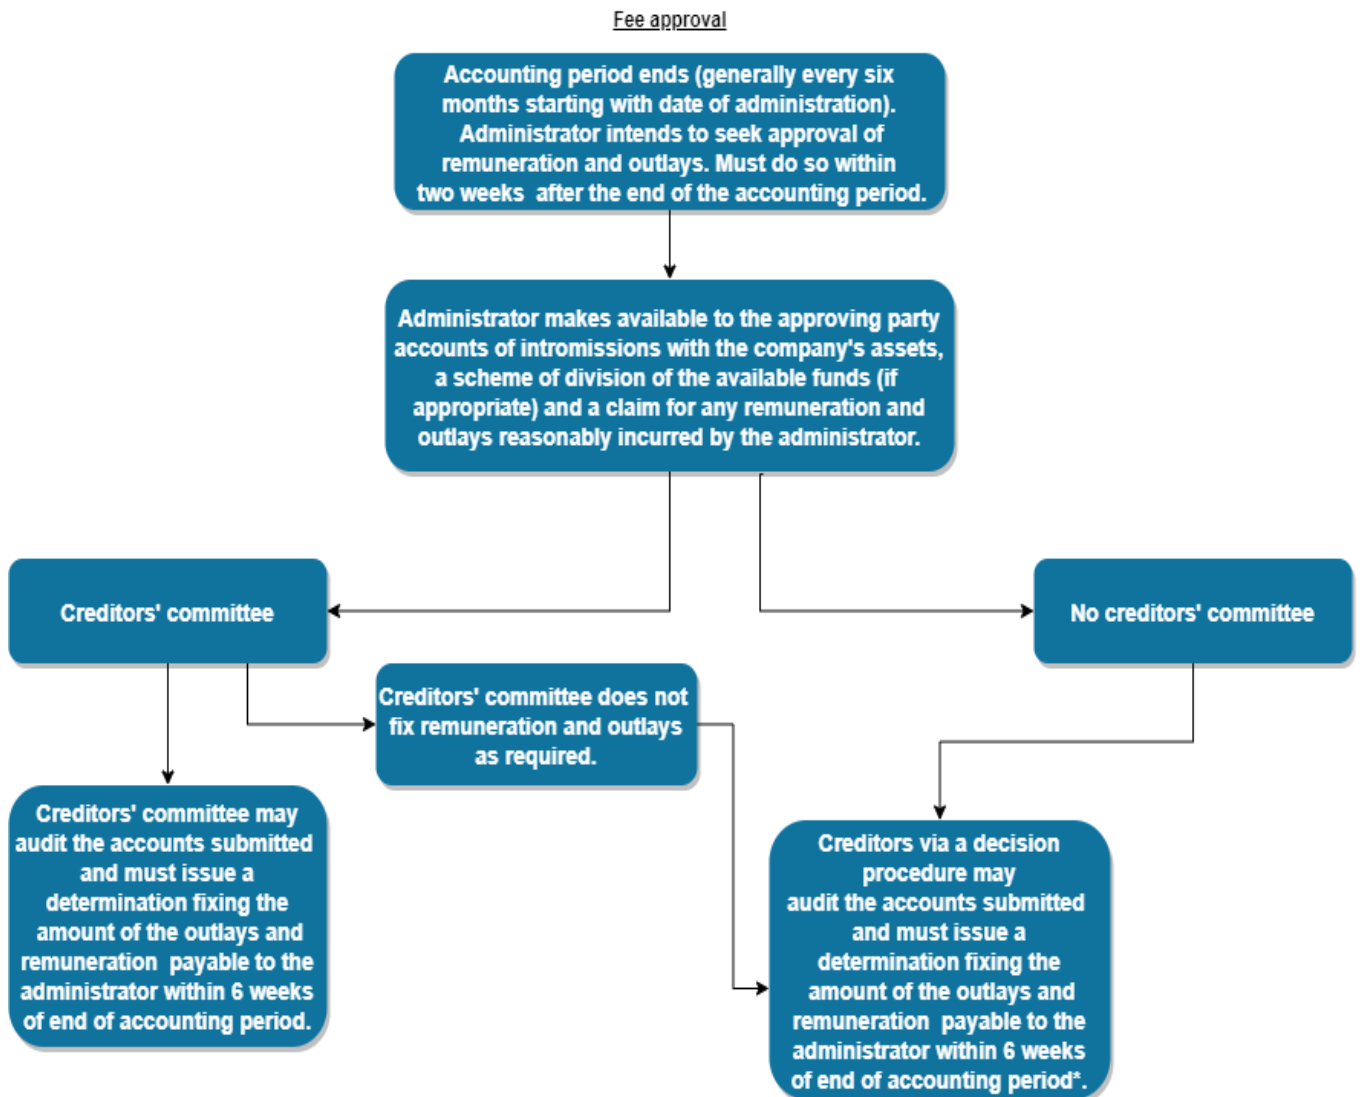 Fee approval
Accounting period ends (generally every six
months starting with date of administration).
Administrator intends to seek approval of
remuneration and outlays. Must do so within
two weeks after the end of the accounting period.
Administrator makes available to the approving party
accounts of intromissions with the company's assets,
a scheme of division of the available funds (if
appropriate) and a claim for any remuneration and
outlays reasonably incurred by the administrator.
Creditors' committee
No creditors' committee
Creditors' committee does not
fix remuneration and outlays
as required.
Creditors' committee may
audit the accounts submitted
and must issue a
determination fixing the
amount of the outlays and
remuneration payable to the
administrator within 6 weeks
of end of accounting period.
Creditors via a decision
procedure may
audit the accounts submitted
and must issue a
determination fixing the
amount of the outlays and
remuneration payable to the
administrator within 6 weeks
of end of accounting period*.